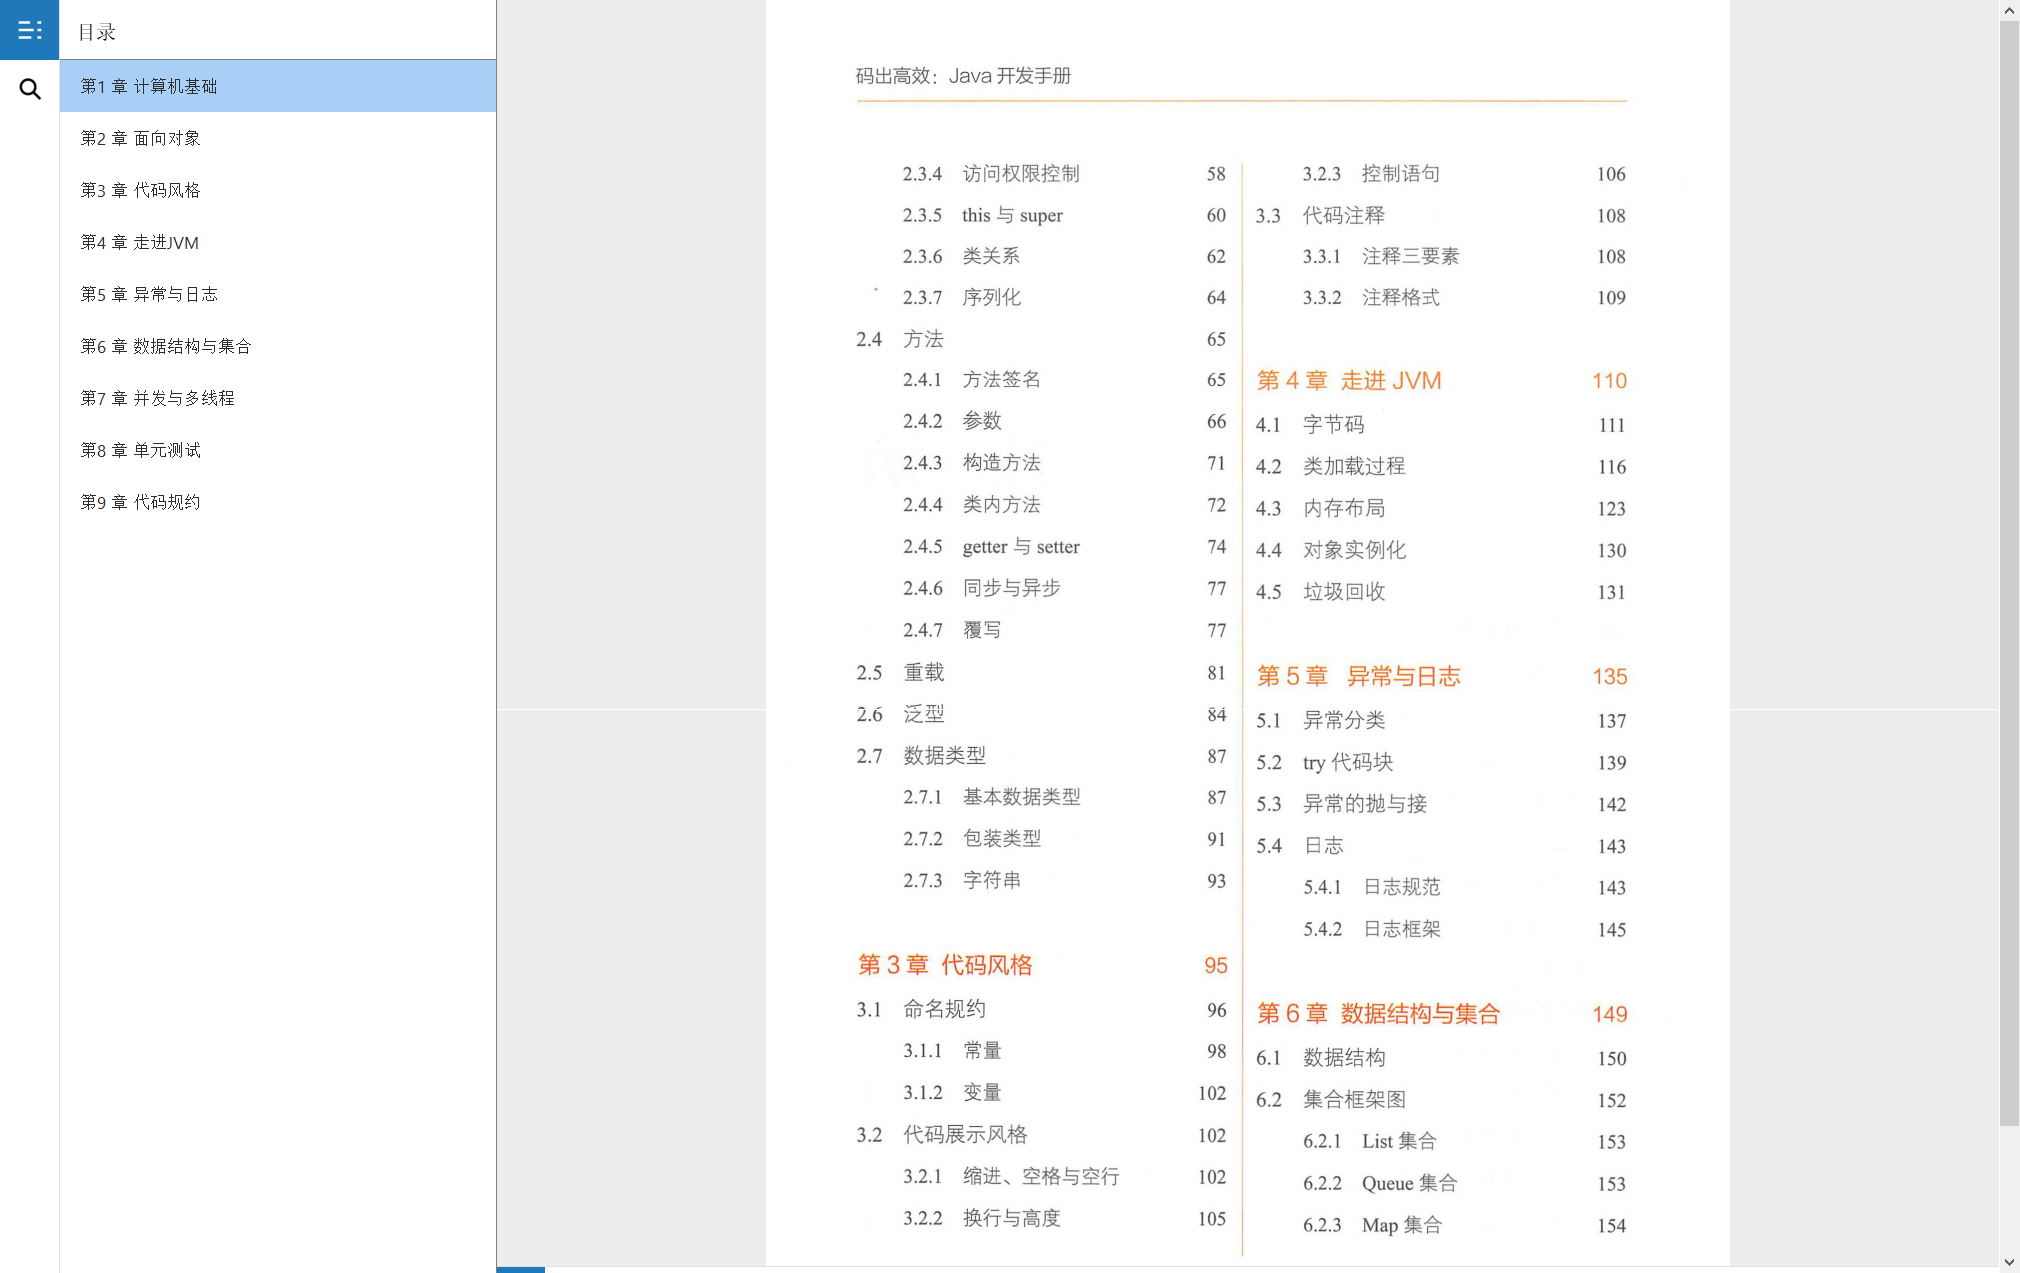 目录
第1 章 计算机基础
第2 章 面向对象
第3 章 代码风格
第4 章 走进JVM
第5 章 异常与日志
第6 章 数据结构与集合
第7 章 并发与多线程
第8 章 单元测试
第9 章 代码规约
码出高效：Java 开发手册
2.3.4 访问权限控制 58
2.3.5 this 与 super 60
2.3.6 类关系 62
2.3.7 序列化 64
2.4 方法 65
2.4.1 方法签名 65
2.4.2 参数 66
2.4.3 构造方法 71
2.4.4 类内方法 72
2.4.5 getter 与 setter 74
2.4.6 同步与异步 77
2.4.7 覆写 77
2.5 重载 81
2.6 泛型 84
2.7 数据类型 87
2.7.1 基本数据类型 87
2.7.2 包装类型 91
2.7.3 字符串 93
第 3 章 代码风格 95
3.1 命名规约 96
3.1.1 常量 98
3.1.2 变量 102
3.2 代码展示风格 102
3.2.1 缩进、空格与空行 102
3.2.2 换行与高度 105
3.2.3 控制语句 106
3.3 代码注释 108
3.3.1 注释三要素 108
3.3.2 注释格式 109
第 4 章 走进 JVM 110
4.1 字节码 111
4.2 类加载过程 116
4.3 内存布局 123
4.4 对象实例化 130
4.5 垃圾回收 131
第 5 章 异常与日志 135
5.1 异常分类 137
5.2 try 代码块 139
5.3 异常的抛与接 142
5.4 日志 143
5.4.1 日志规范 143
5.4.2 日志框架 145
第 6 章 数据结构与集合 149
6.1 数据结构 150
6.2 集合框架图 152
6.2.1 List 集合 153
6.2.2 Queue 集合 153
6.2.3 Map 集合 154